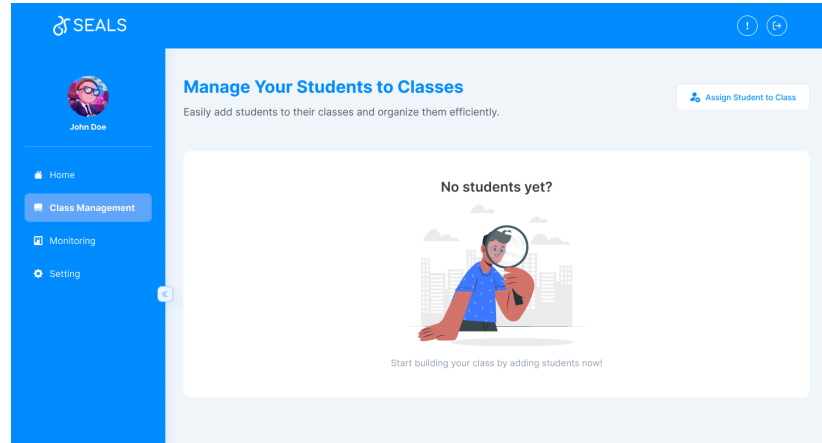 SEALS
Manage Your Students to Classes
Easily add students to their classes and organize them efficiently.
Assign Student to Class
John Doe
Home
Class Management
Monitoring
Setting
No students yet?
Start building your class by adding students now!